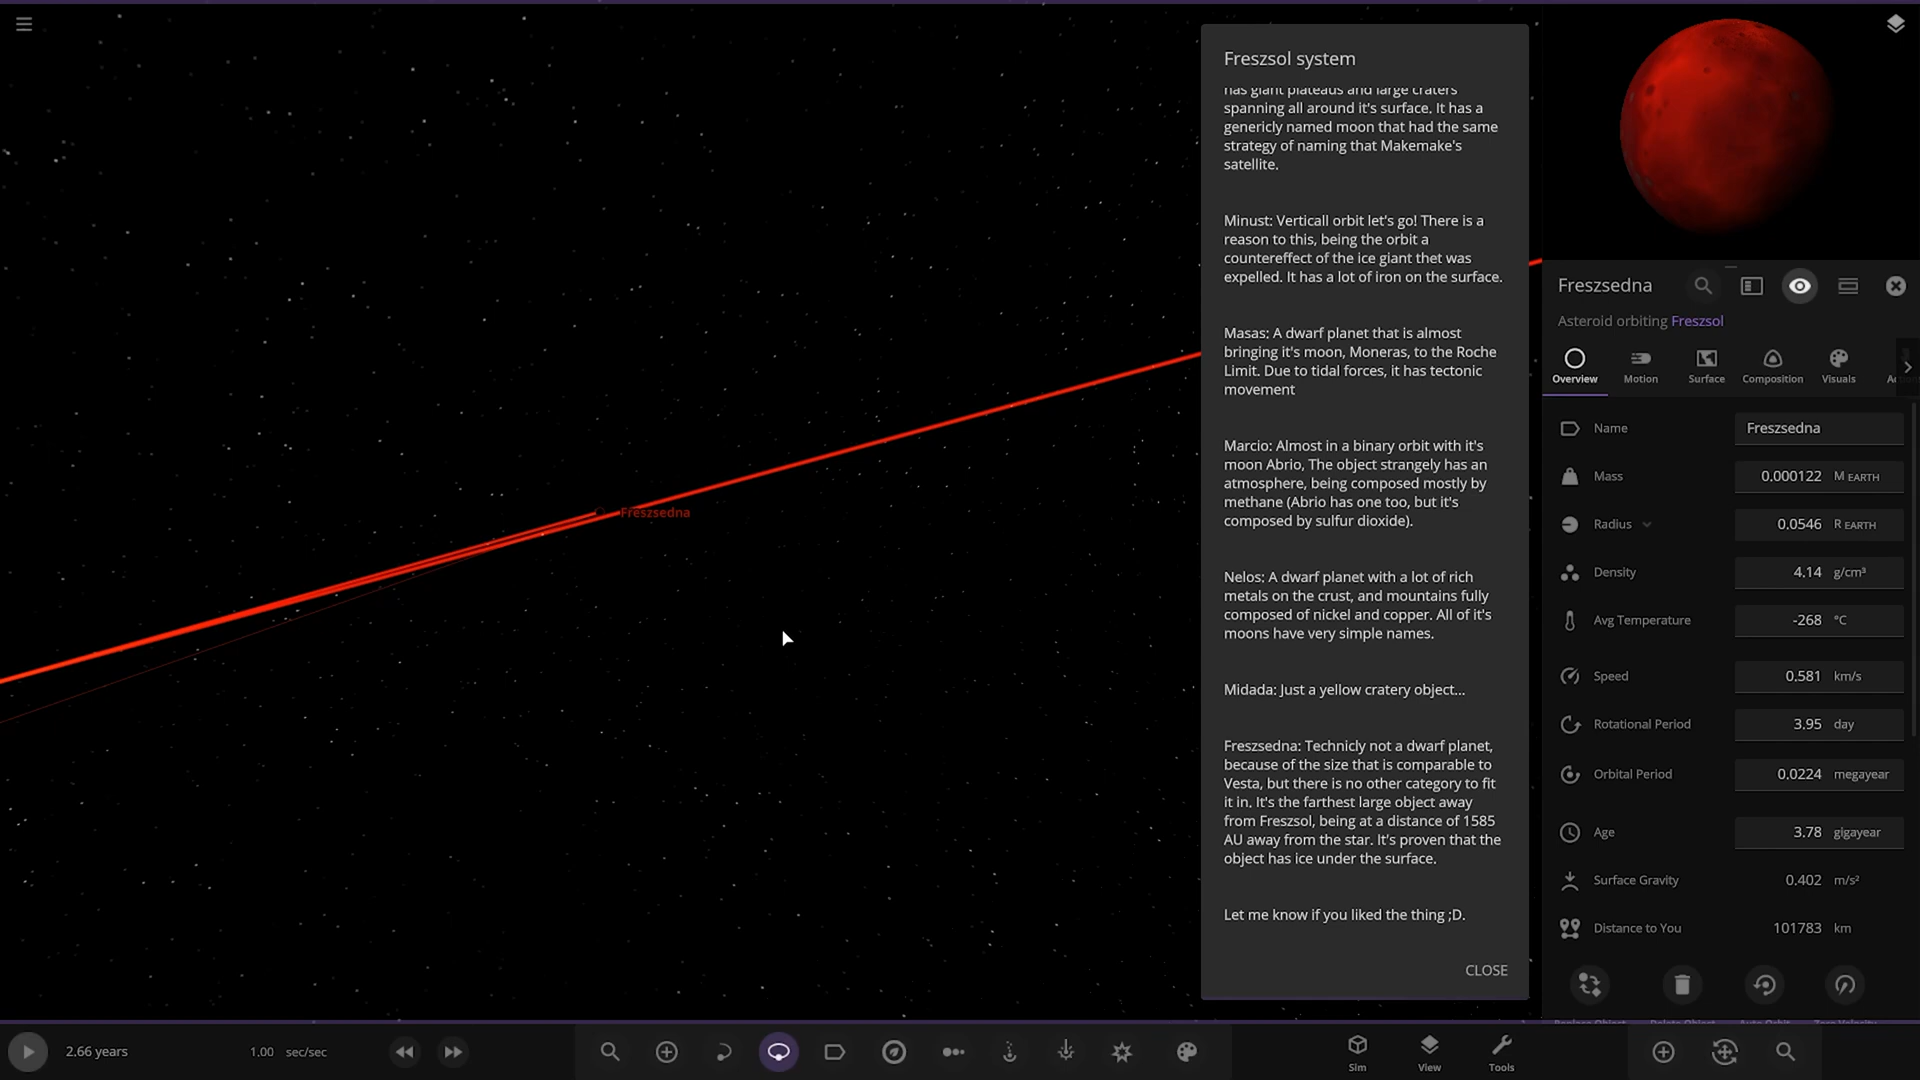 Freszsol system
has giant plateaus and large craters
spanning all around it's surface. It has a
genericly named moon that had the same
strategy of naming that Makemake's
satellite.
Minust: Verticall orbit let's go! There is a
reason to this, being the orbit a
countereffect of the ice giant thet was
expelled. It has a lot of iron on the surface.
Masas: A dwarf planet that is almost
bringing it's moon, Moneras, to the Roche
Limit. Due to tidal forces, it has tectonic
movement
Marcio: Almost in a binary orbit with it's
moon Abrio, The object strangely has an
atmosphere, being composed mostly by
methane (Abrio has one too, but it's
composed by sulfur dioxide).
Nelos: A dwarf planet with a lot of rich
metals on the crust, and mountains fully
composed of nickel and copper. All of it's
moons have very simple names.
Midada: Just a yellow cratery object...
Freszsedna: Technicly not a dwarf planet,
because of the size that is comparable to
Vesta, but there is no other category to fit
it in. It's the farthest large object away
from Freszsol, being at a distance of 1585
AU away from the star. It's proven that the
object has ice under the surface.
Let me know if you liked the thing ;D.
CLOSE
Freszsedna
Freszsedna
Asteroid orbiting Freszsol
Overview Motion Surface Composition Visuals
Name Freszsedna
Mass 0.000122 M EARTH
Radius 0.0546 R EARTH
Density 4.14 g/cm³
Avg Temperature -268 °C
Speed 0.581 km/s
Rotational Period 3.95 day
Orbital Period 0.0224 megayear
Age 3.78 gigayear
Surface Gravity 0.402 m/s²
Distance to You 101783 km
Replace Object Delete Object Auto Orbit Zero Velocity
2.66 years 1.00 sec/sec Sim View Tools